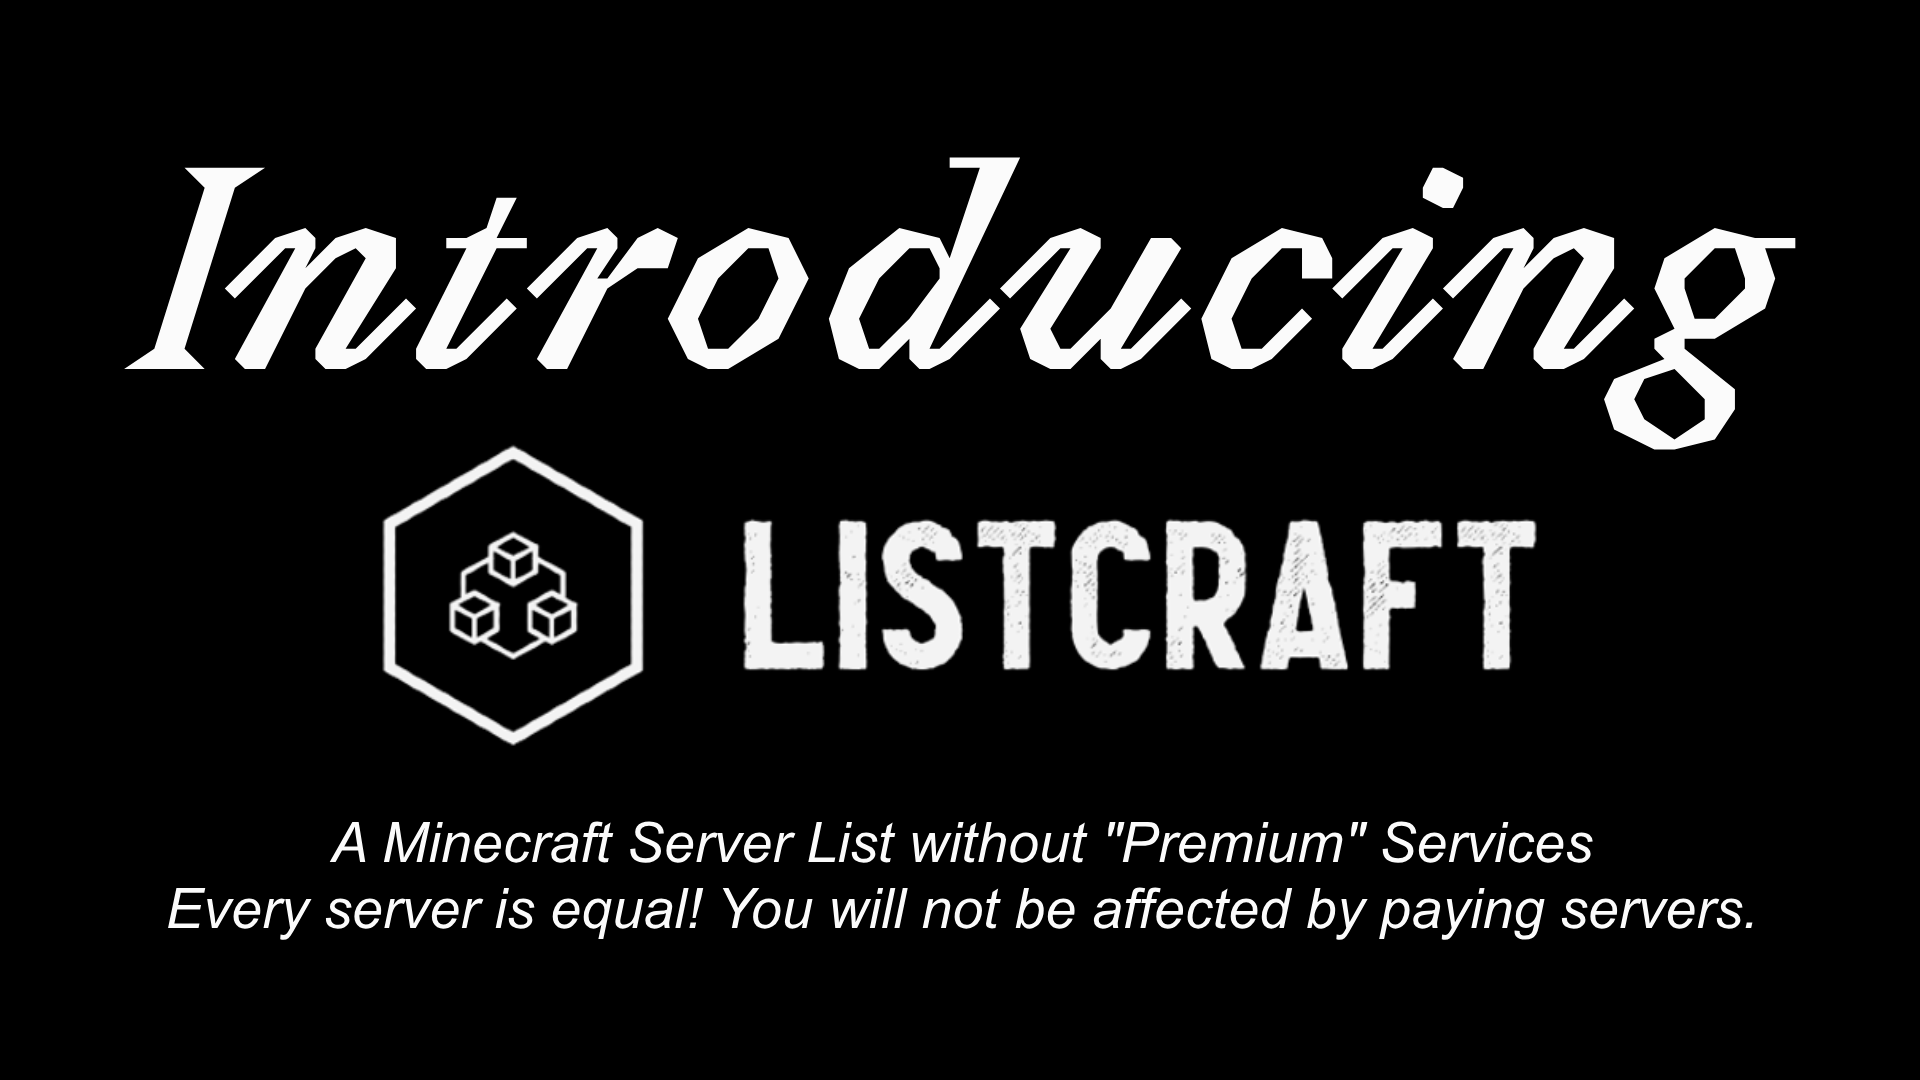 Introducing
LISTCRAFT
A Minecraft Server List without "Premium" Services
Every server is equal! You will not be affected by paying servers.